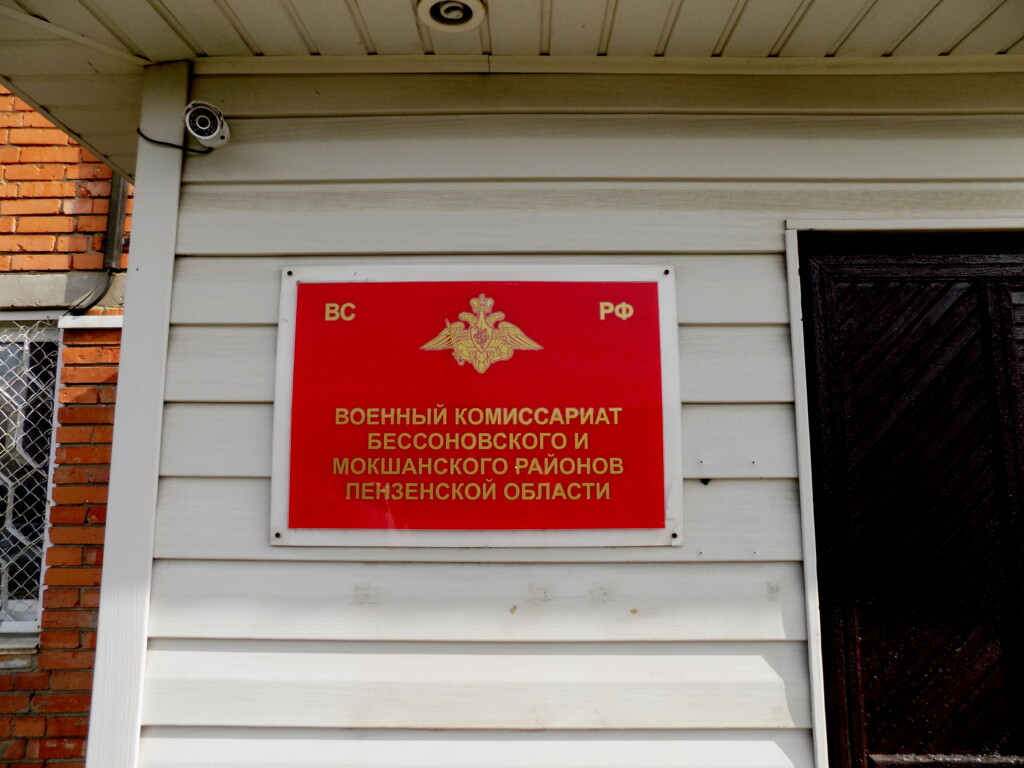 ВС РФ
ВОЕННЫЙ КОМИССАРИАТ
БЕССОНОВСКОГО И
МОКШАНСКОГО РАЙОНОВ
ПЕНЗЕНСКОЙ ОБЛАСТИ